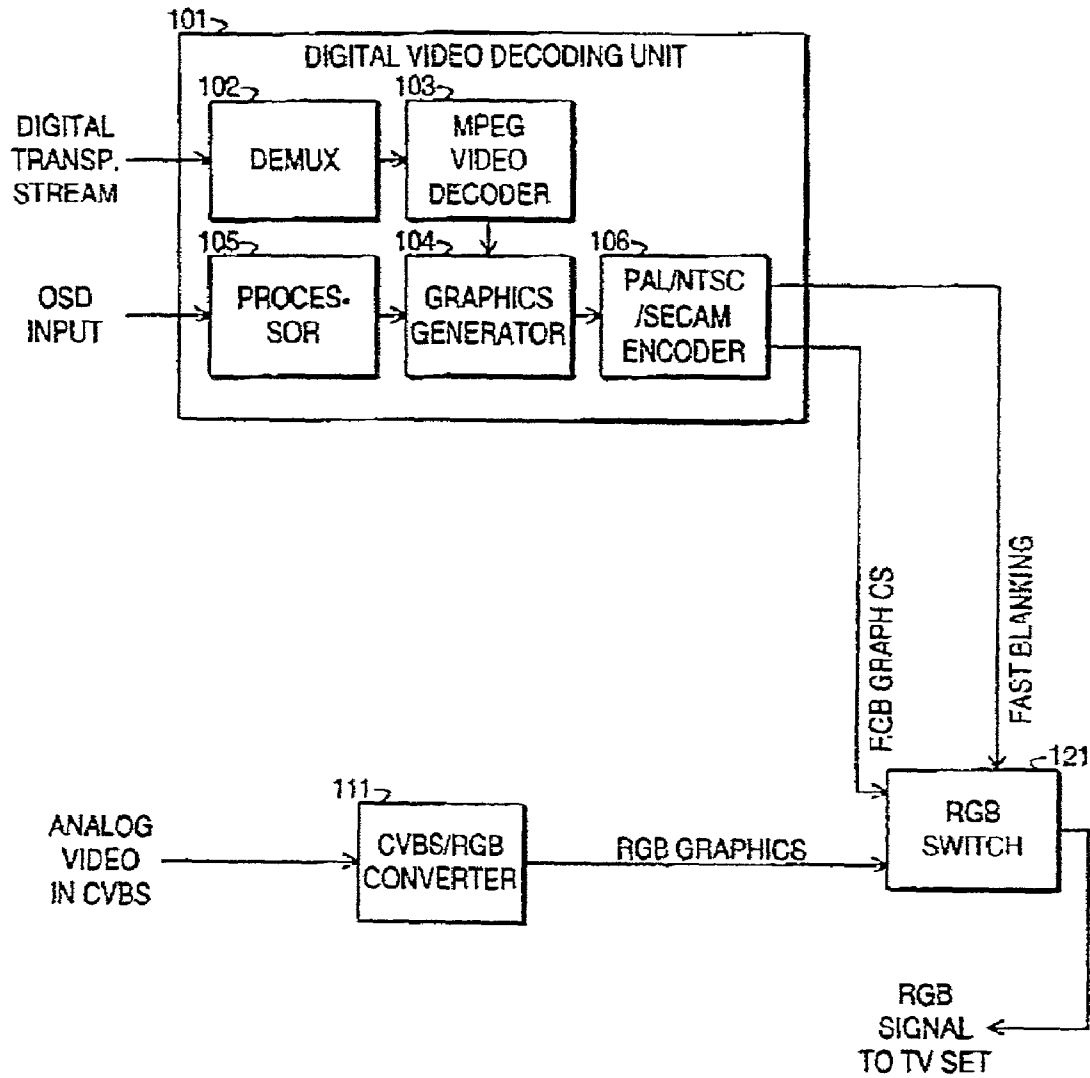 101
DIGITAL VIDEO DECODING UNIT
102
103
DIGITAL
TRANSP.
STREAM
DEMUX
MPEG
VIDEO
DECODER
105
104
106
OSD
INPUT
PROCES-
SOR
GRAPHICS
GENERATOR
PAL/NTSC
/SECAM
ENCODER
RGB GRAPHICS
FAST BLANKING
121
RGB
SWITCH
111
ANALOG
VIDEO
IN CVBS
CVBS/RGB
CONVERTER
RGB GRAPHICS
RGB
SIGNAL
TO TV SET